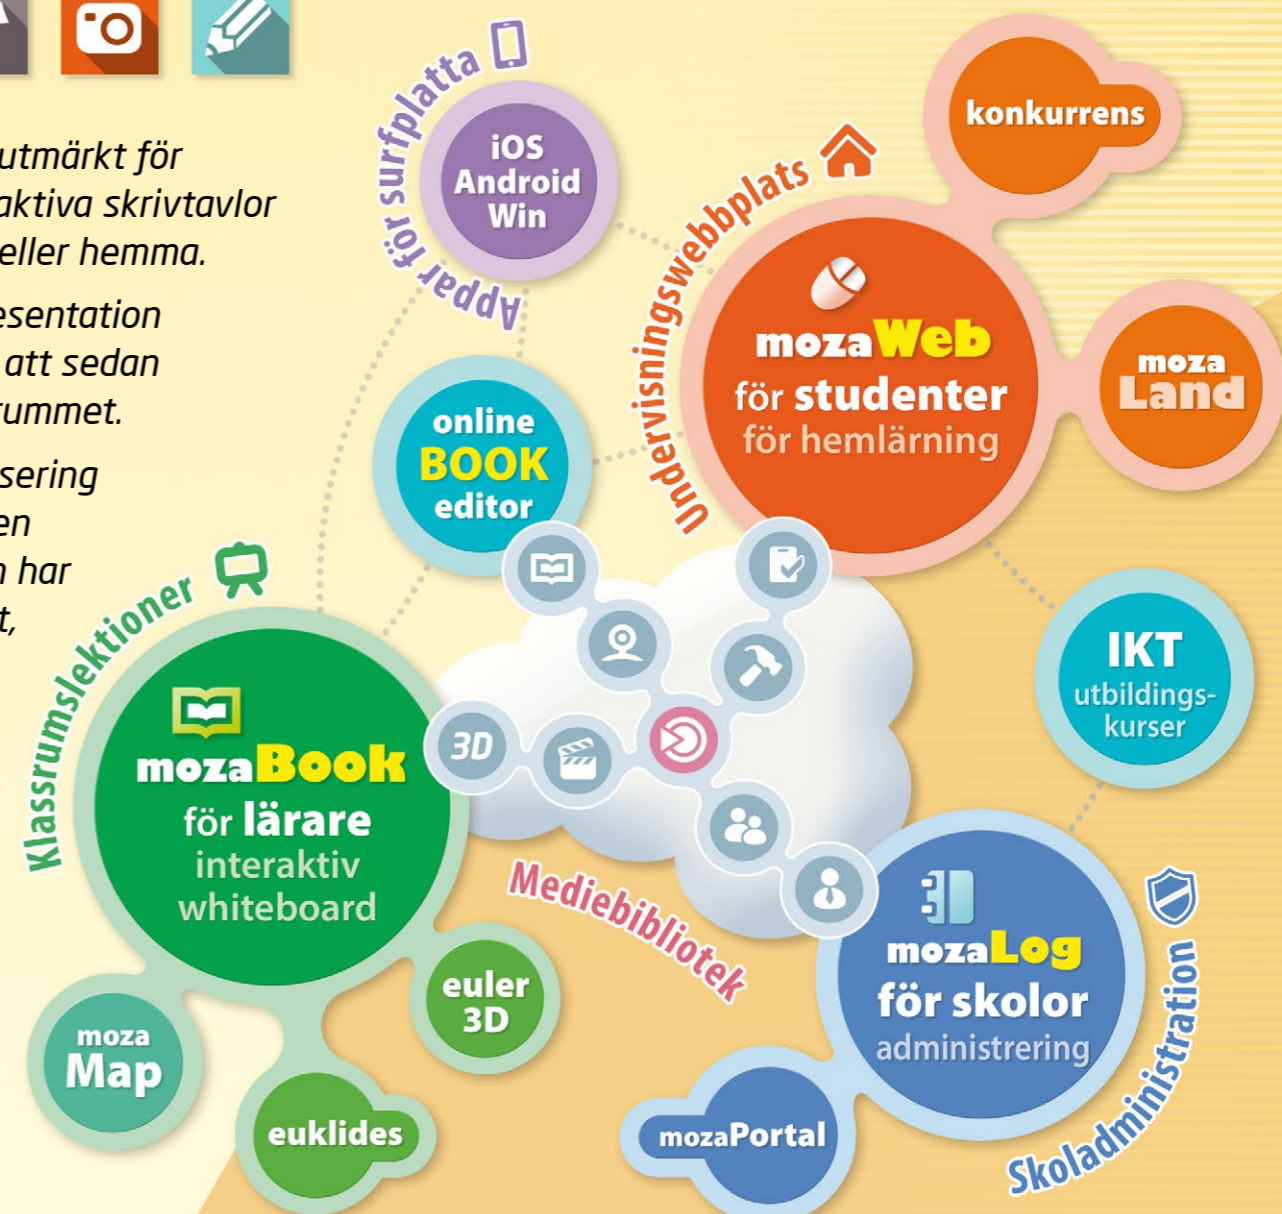 utmärkt för
aktiva skrivtavlor
eller hemma.
esentation
att sedan
rummet.
sering
en
har
t,
Appar för surfplatta
iOS
Android
Win
online
BOOK
editor
Undervisningswebbplats
konkurrens
mozaWeb
för studenter
för hemlärning
moza
Land
IKT
utbildings-
kurser
Klassrumslektioner
mozaBook
för lärare
interaktiv
whiteboard
3D
Mediebibliotek
moza
Map
euklides
euler
3D
mozaLog
för skolor
administrering
mozaPortal
Skoladministration